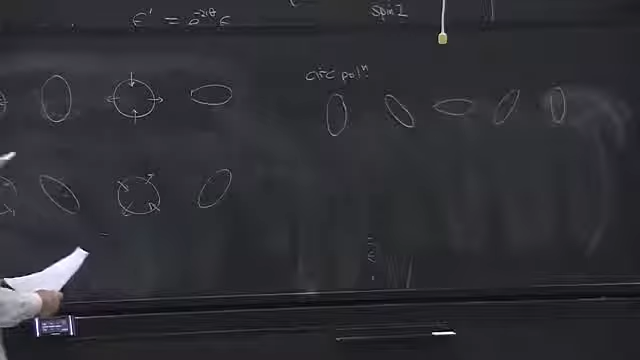 ε' = e^{-2iθ} ε
spin 2
circ pol^n